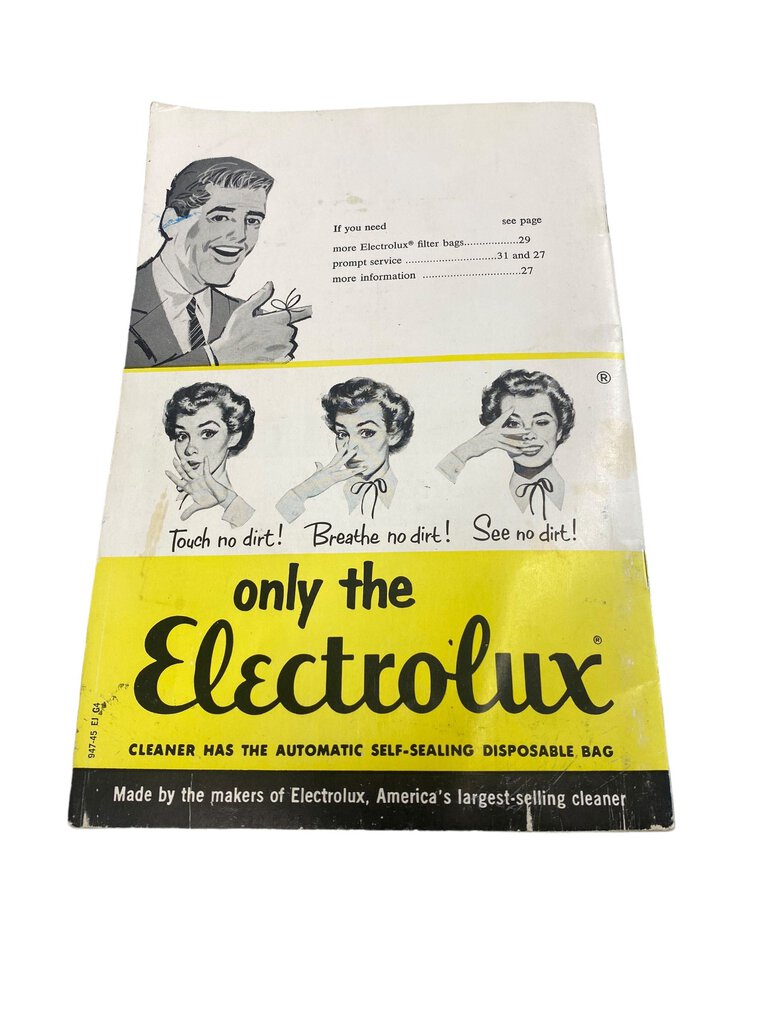 If you need see page
more Electrolux® filter bags..................29
prompt service ............................31 and 27
more information ..............................27
®
Touch no dirt! Breathe no dirt! See no dirt!
only the
Electrolux®
CLEANER HAS THE AUTOMATIC SELF-SEALING DISPOSABLE BAG
947-45 EJ G4
Made by the makers of Electrolux, America's largest-selling cleaner